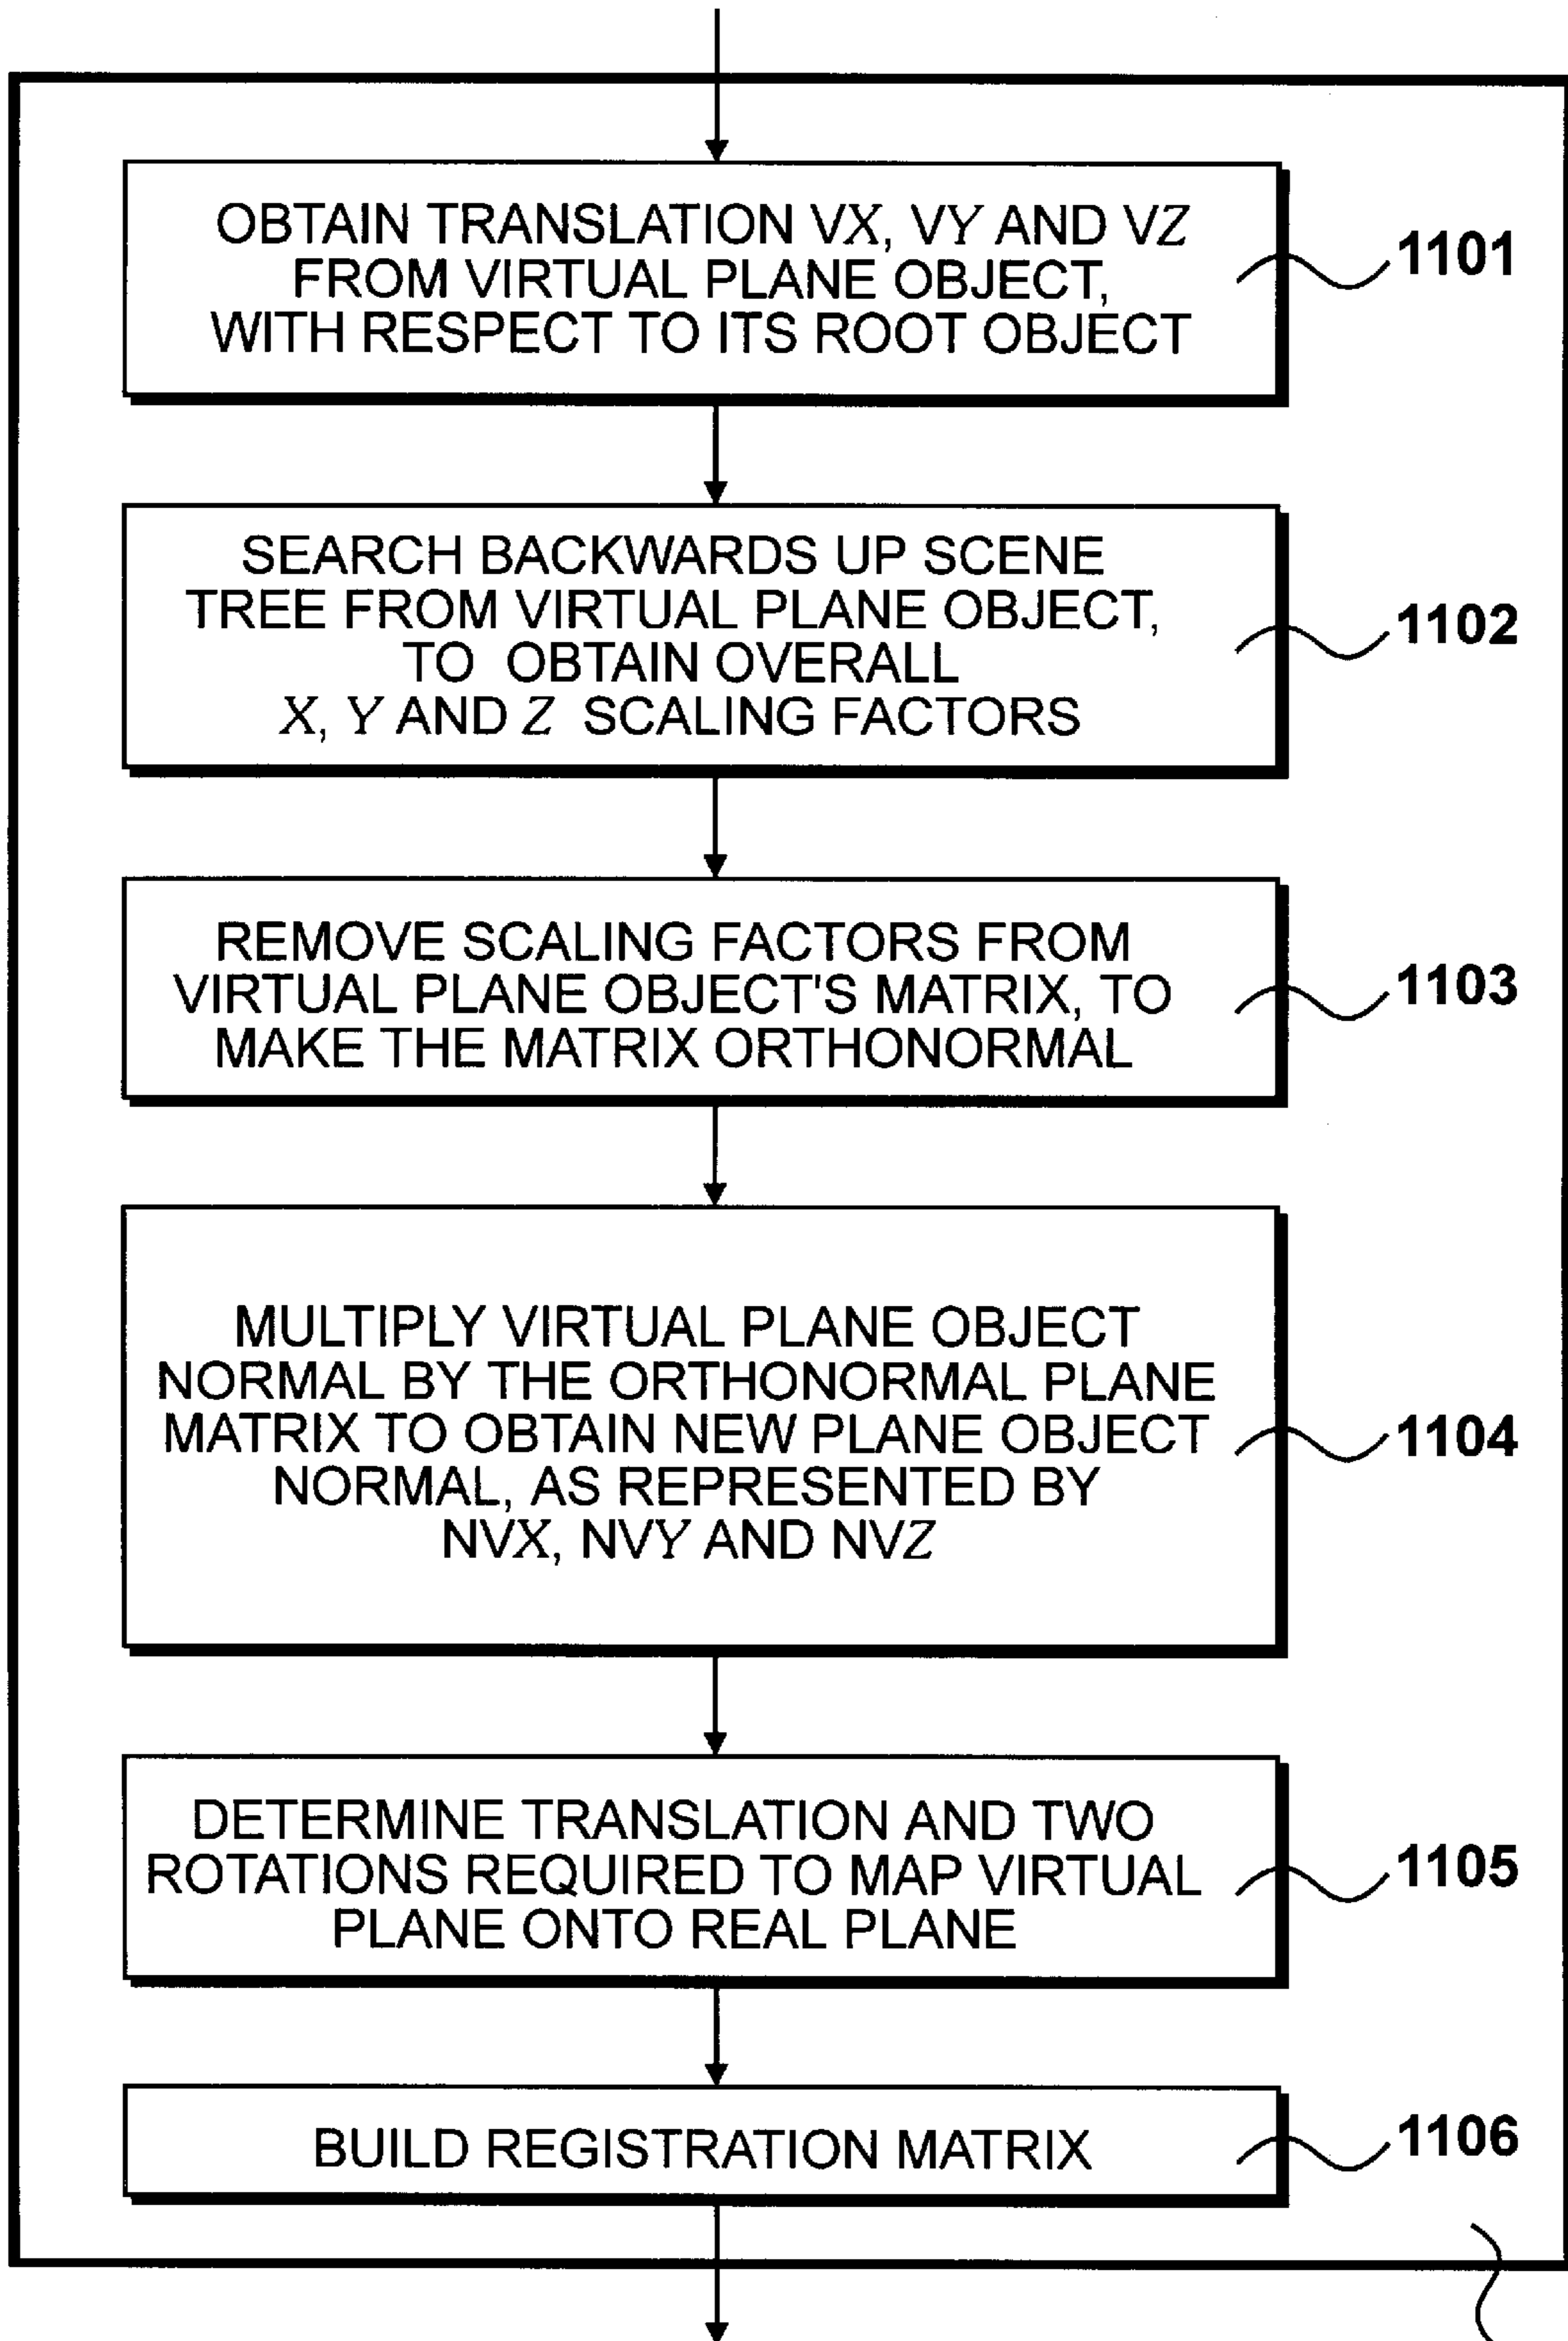 OBTAIN TRANSLATION VX, VY AND VZ
FROM VIRTUAL PLANE OBJECT,
WITH RESPECT TO ITS ROOT OBJECT
1101
SEARCH BACKWARDS UP SCENE
TREE FROM VIRTUAL PLANE OBJECT,
TO OBTAIN OVERALL
X, Y AND Z SCALING FACTORS
1102
REMOVE SCALING FACTORS FROM
VIRTUAL PLANE OBJECT'S MATRIX, TO
MAKE THE MATRIX ORTHONORMAL
1103
MULTIPLY VIRTUAL PLANE OBJECT
NORMAL BY THE ORTHONORMAL PLANE
MATRIX TO OBTAIN NEW PLANE OBJECT
NORMAL, AS REPRESENTED BY
NVX, NVY AND NVZ
1104
DETERMINE TRANSLATION AND TWO
ROTATIONS REQUIRED TO MAP VIRTUAL
PLANE ONTO REAL PLANE
1105
BUILD REGISTRATION MATRIX
1106